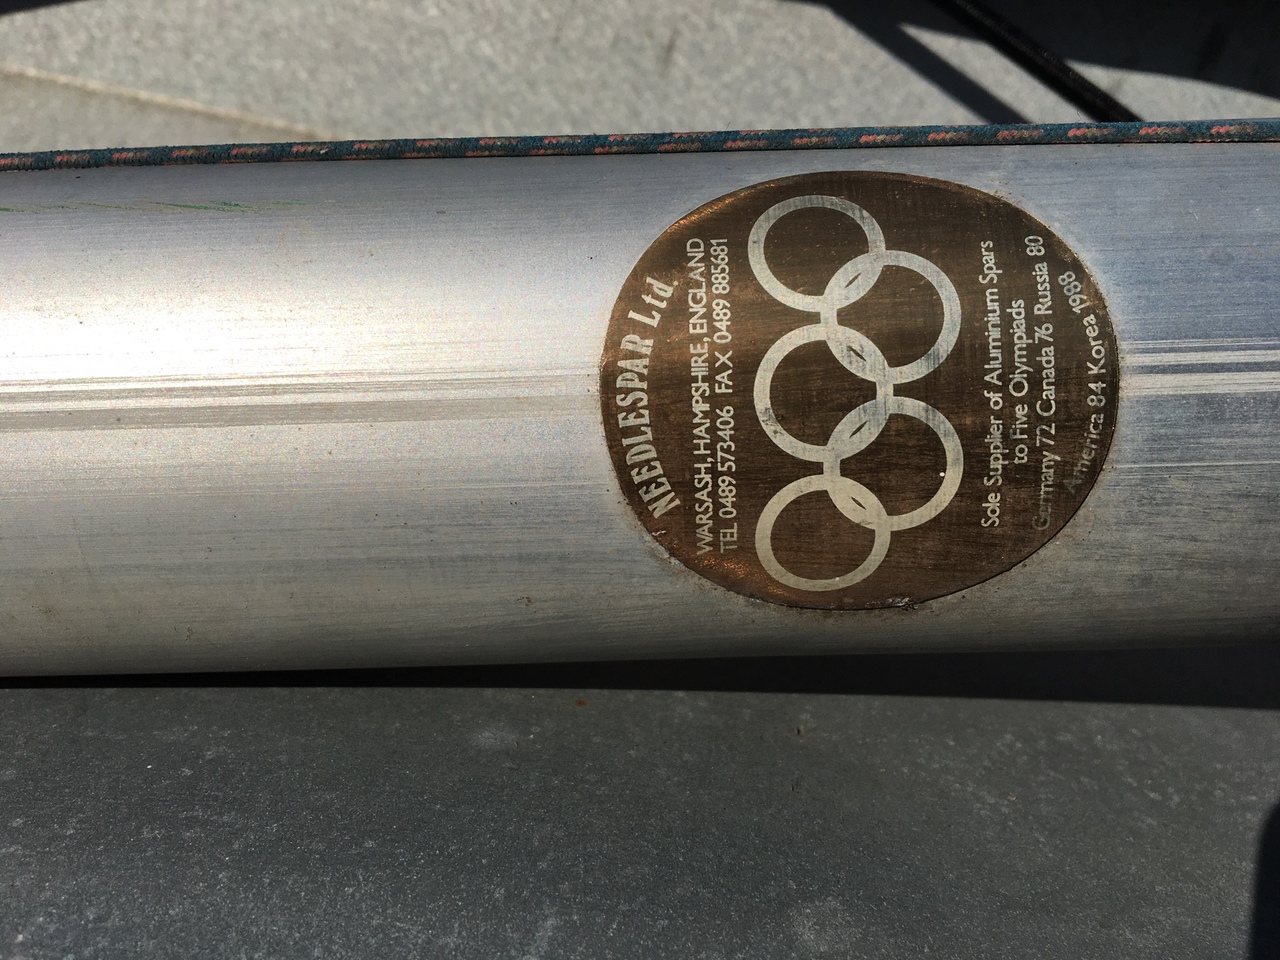 NEEDLESPAR Ltd.
WARSASH, HAMPSHIRE, ENGLAND
TEL 0489 573406 FAX 0489 885681
Sole Supplier of Aluminium Spars
to Five Olympiads
Germany 72 Canada 76 Russia 80
America 84 Korea 1988